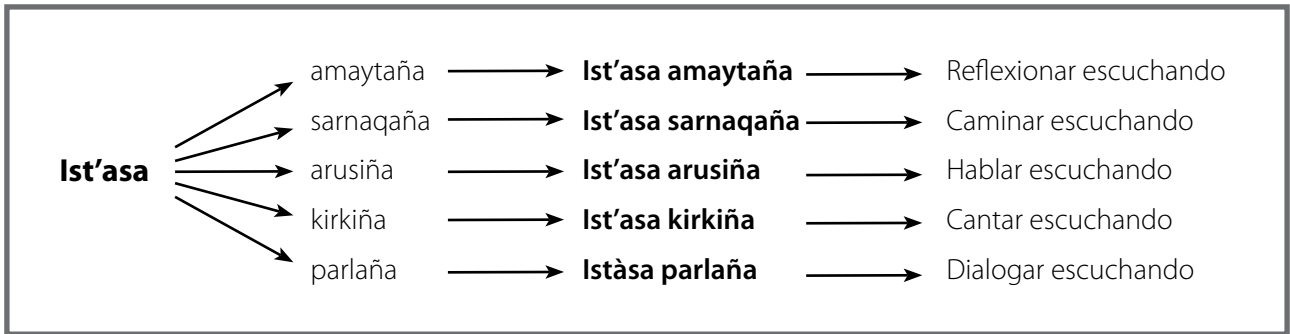 amaytaña Ist’asa amaytaña Reflexionar escuchando
sarnaqaña Ist’asa sarnaqaña Caminar escuchando
Ist’asa arusiña Ist’asa arusiña Hablar escuchando
kirkiña Ist’asa kirkiña Cantar escuchando
parlaña Istàsa parlaña Dialogar escuchando